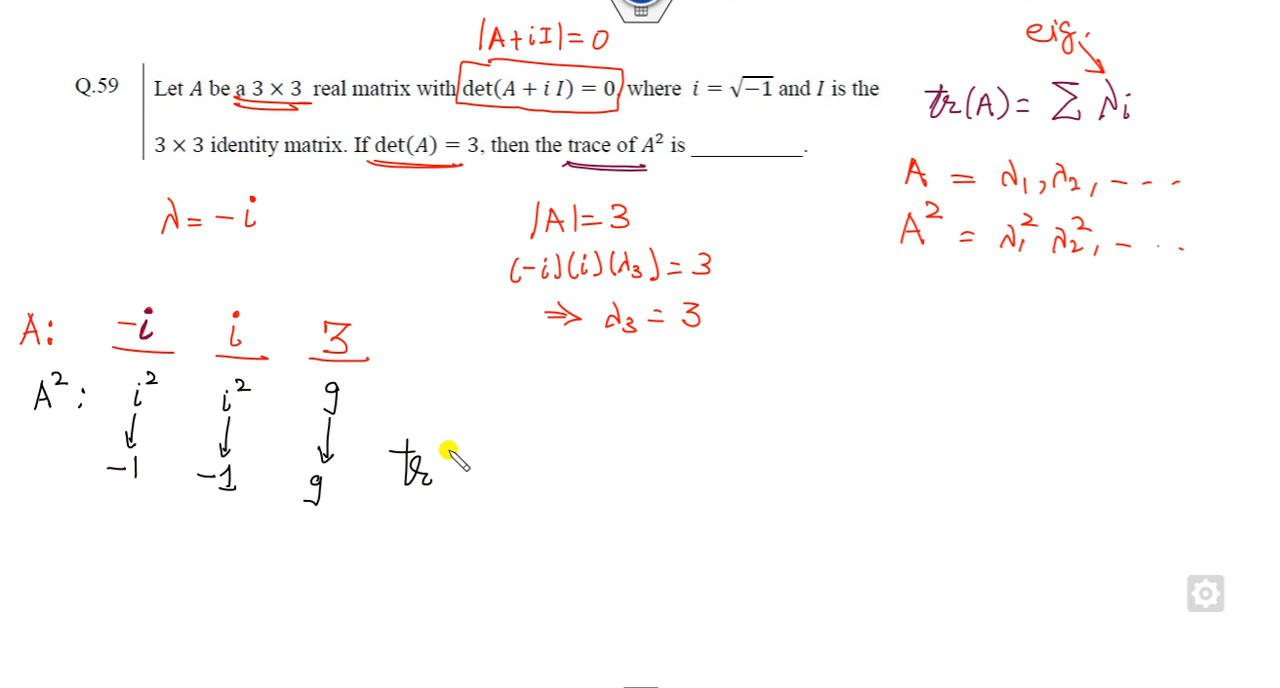 |A+iI|=0
eig.
Q.59 Let A be a 3 × 3 real matrix with det(A + i I) = 0, where i = √−1 and I is the
3 × 3 identity matrix. If det(A) = 3, then the trace of A² is __________.
tr(A) = Σ λi
A = λ₁, λ₂, - - - -
A² = λ₁² λ₂², - - - -
λ = -i
|A| = 3
(-i)(i)(λ₃) = 3
⇒ λ₃ = 3
A: -i i 3
A²: i² i² 9
↓ ↓ ↓
-1 -1 9 tr